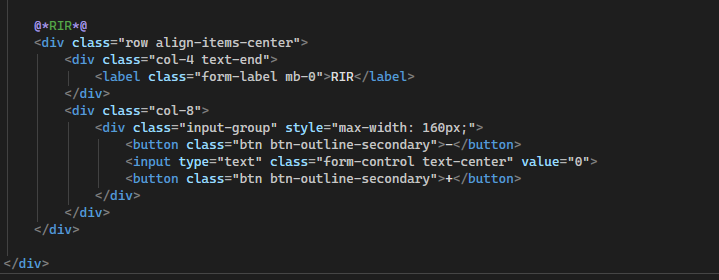 @*RIR*@
<div class="row align-items-center">
<div class="col-4 text-end">
<label class="form-label mb-0">RIR</label>
</div>
<div class="col-8">
<div class="input-group" style="max-width: 160px;">
<button class="btn btn-outline-secondary">-</button>
<input type="text" class="form-control text-center" value="0">
<button class="btn btn-outline-secondary">+</button>
</div>
</div>
</div>
</div>